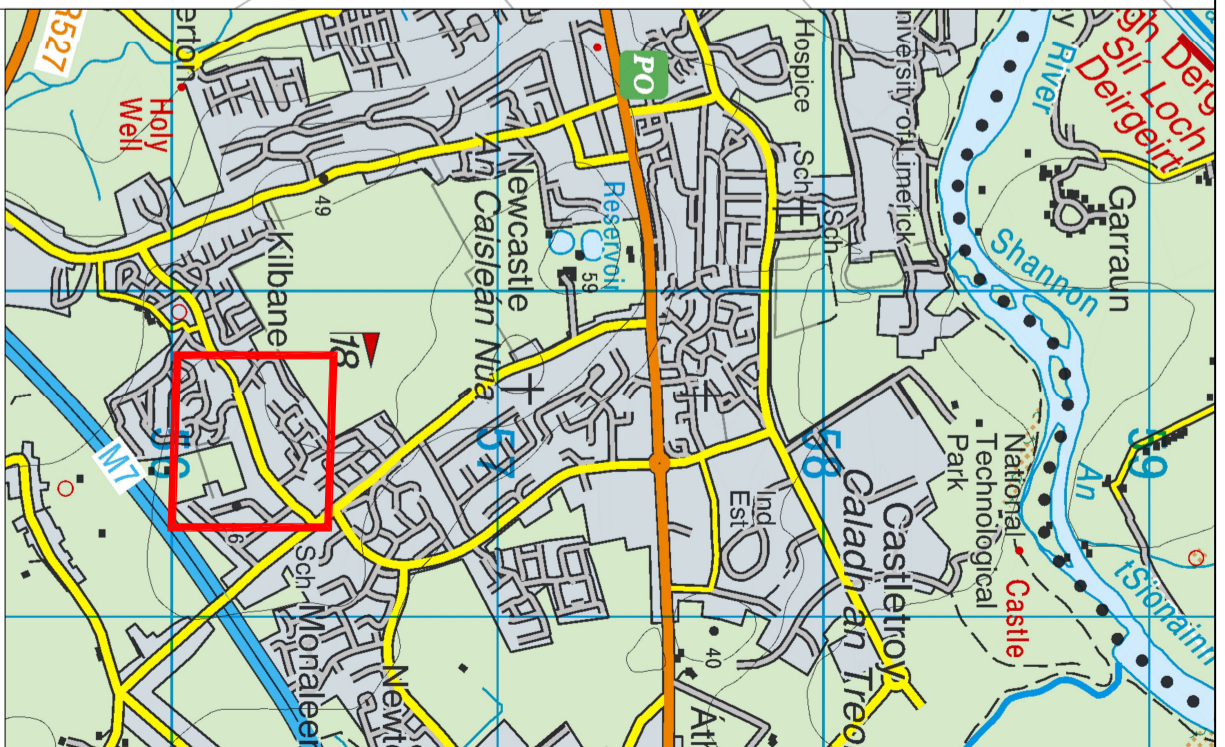 River
Shannon
An
tSionainn
Slí Loch
Deirgeirt
Garraun
59
Hospice
University of Limerick
Sch
Sch
National
Technological
Park
Castle
Castletroy
Caladh an Treo
58
PO
Reservoir
59
Ind
Est
40
Newcastle
An Caisleán Nua
57
49
Kilbane
18
Holy
Well
R527
M7
56
Sch
Monaleen
Newt